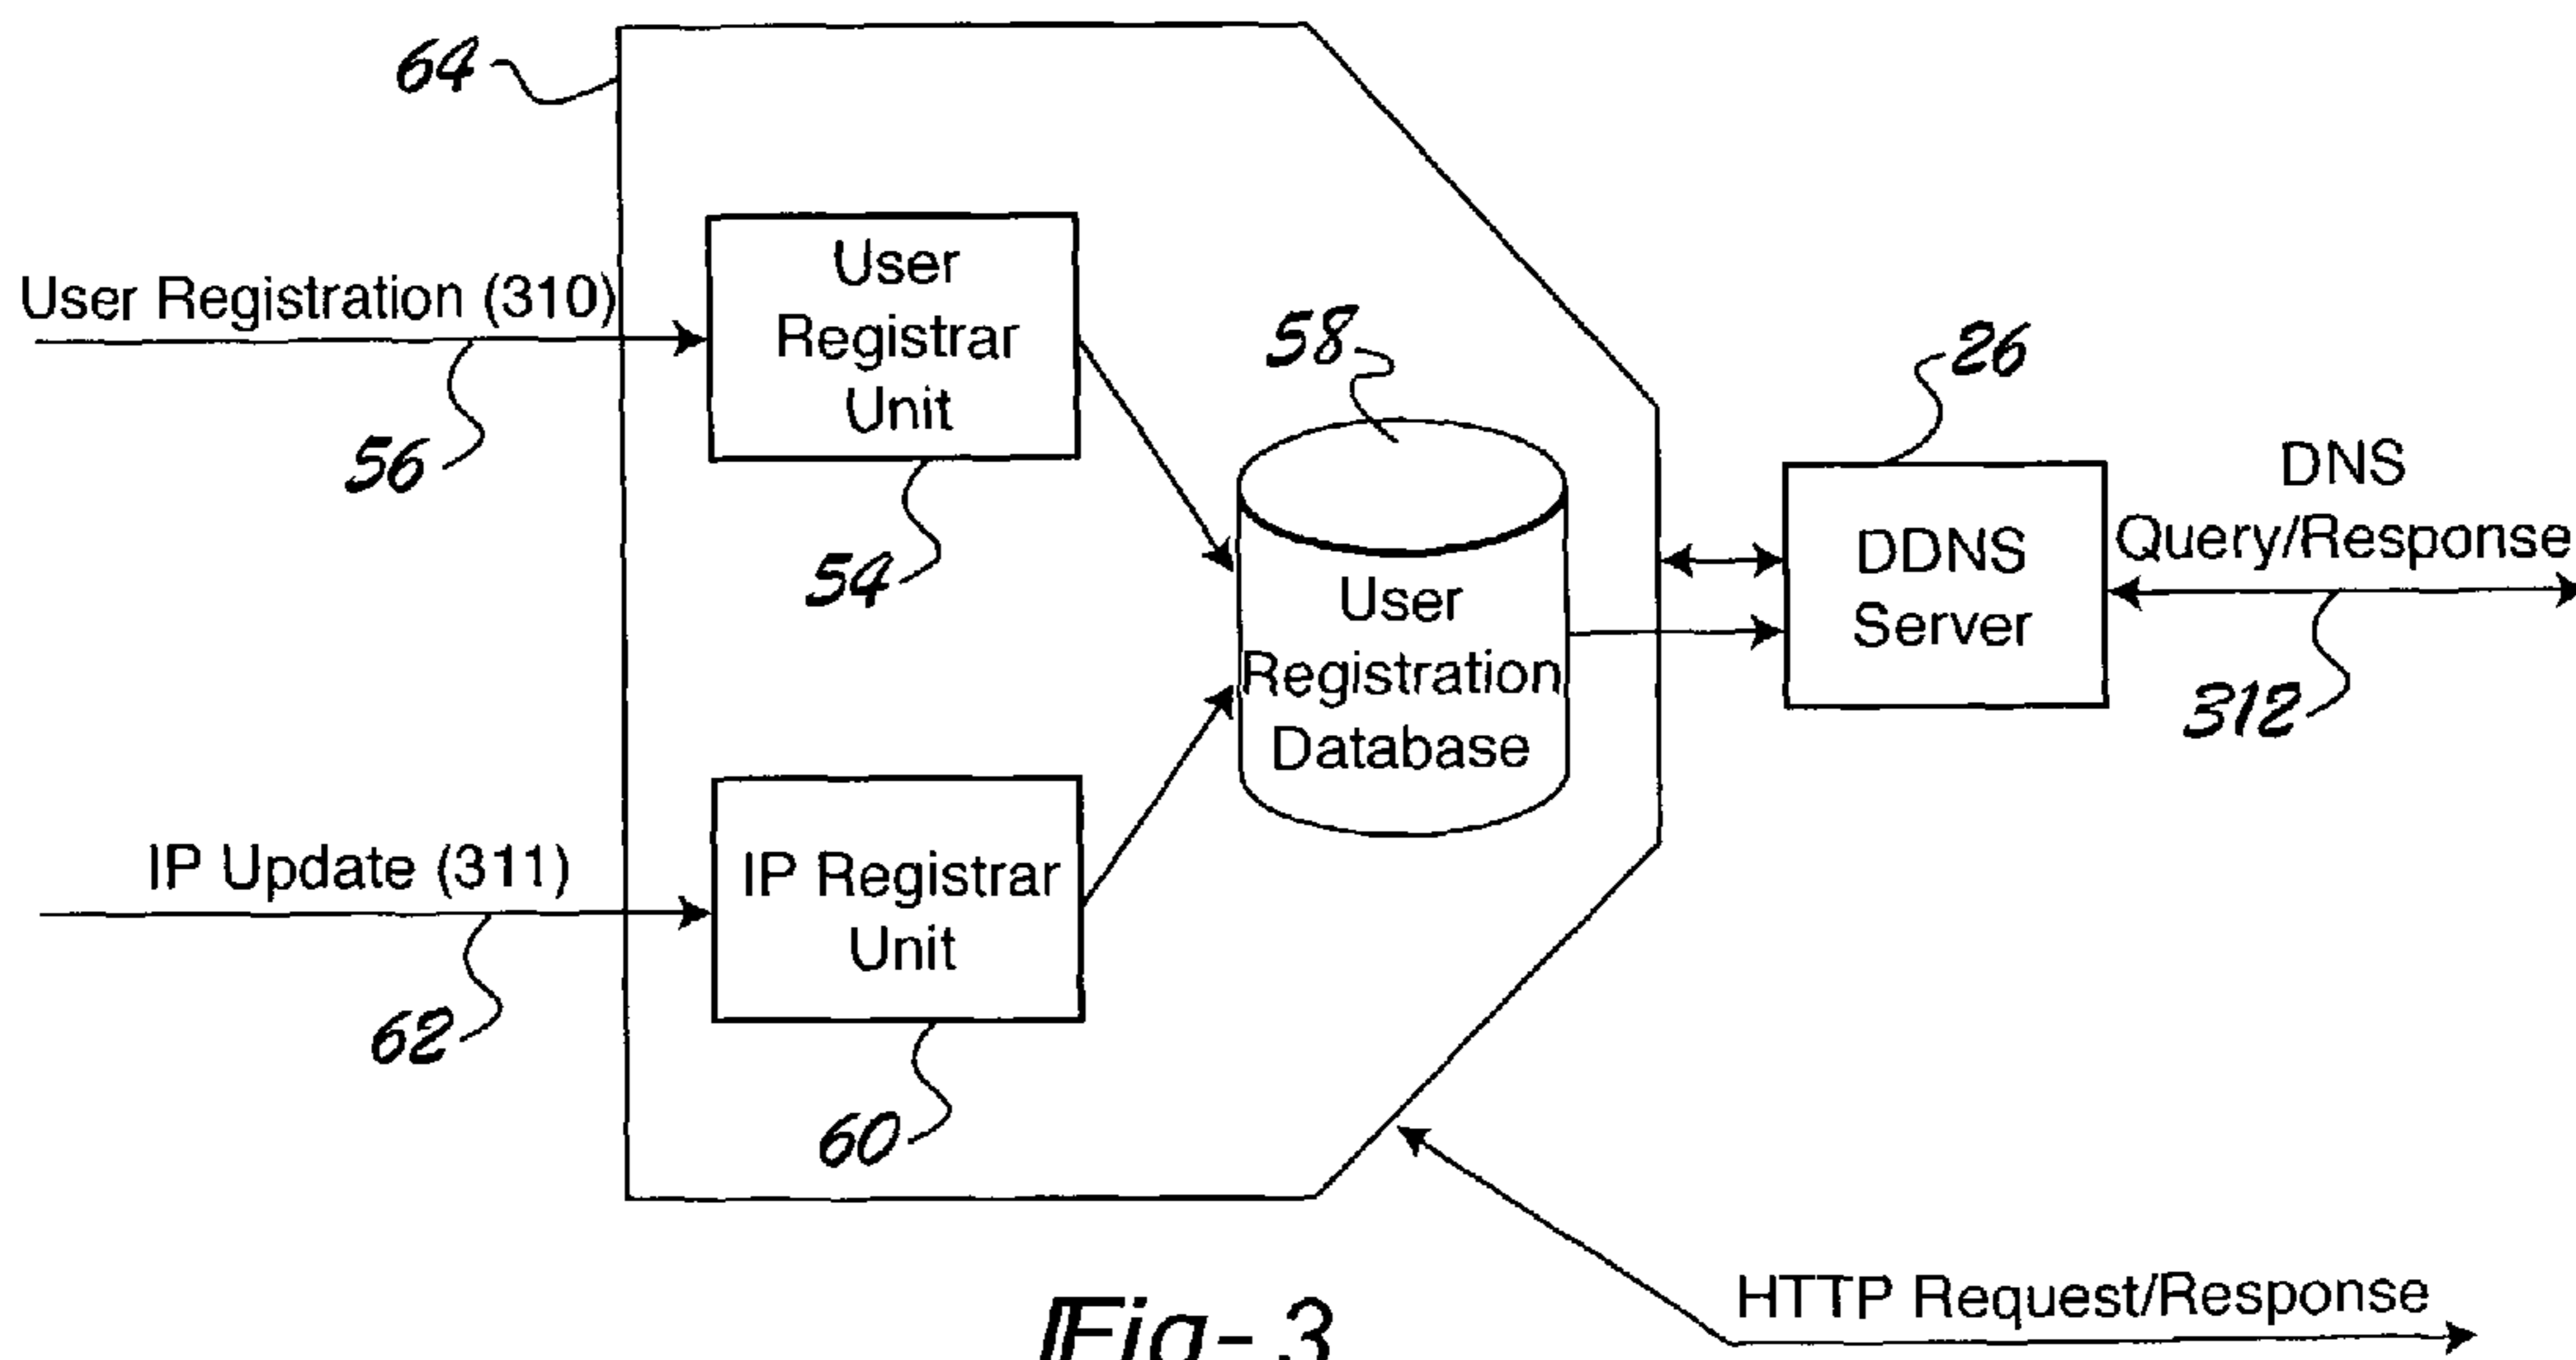 64
User Registration (310)
56
User
Registrar
Unit
54
58
User
Registration
Database
26
DDNS
Server
DNS
Query/Response
312
IP Update (311)
62
IP Registrar
Unit
60
HTTP Request/Response
Fig-3